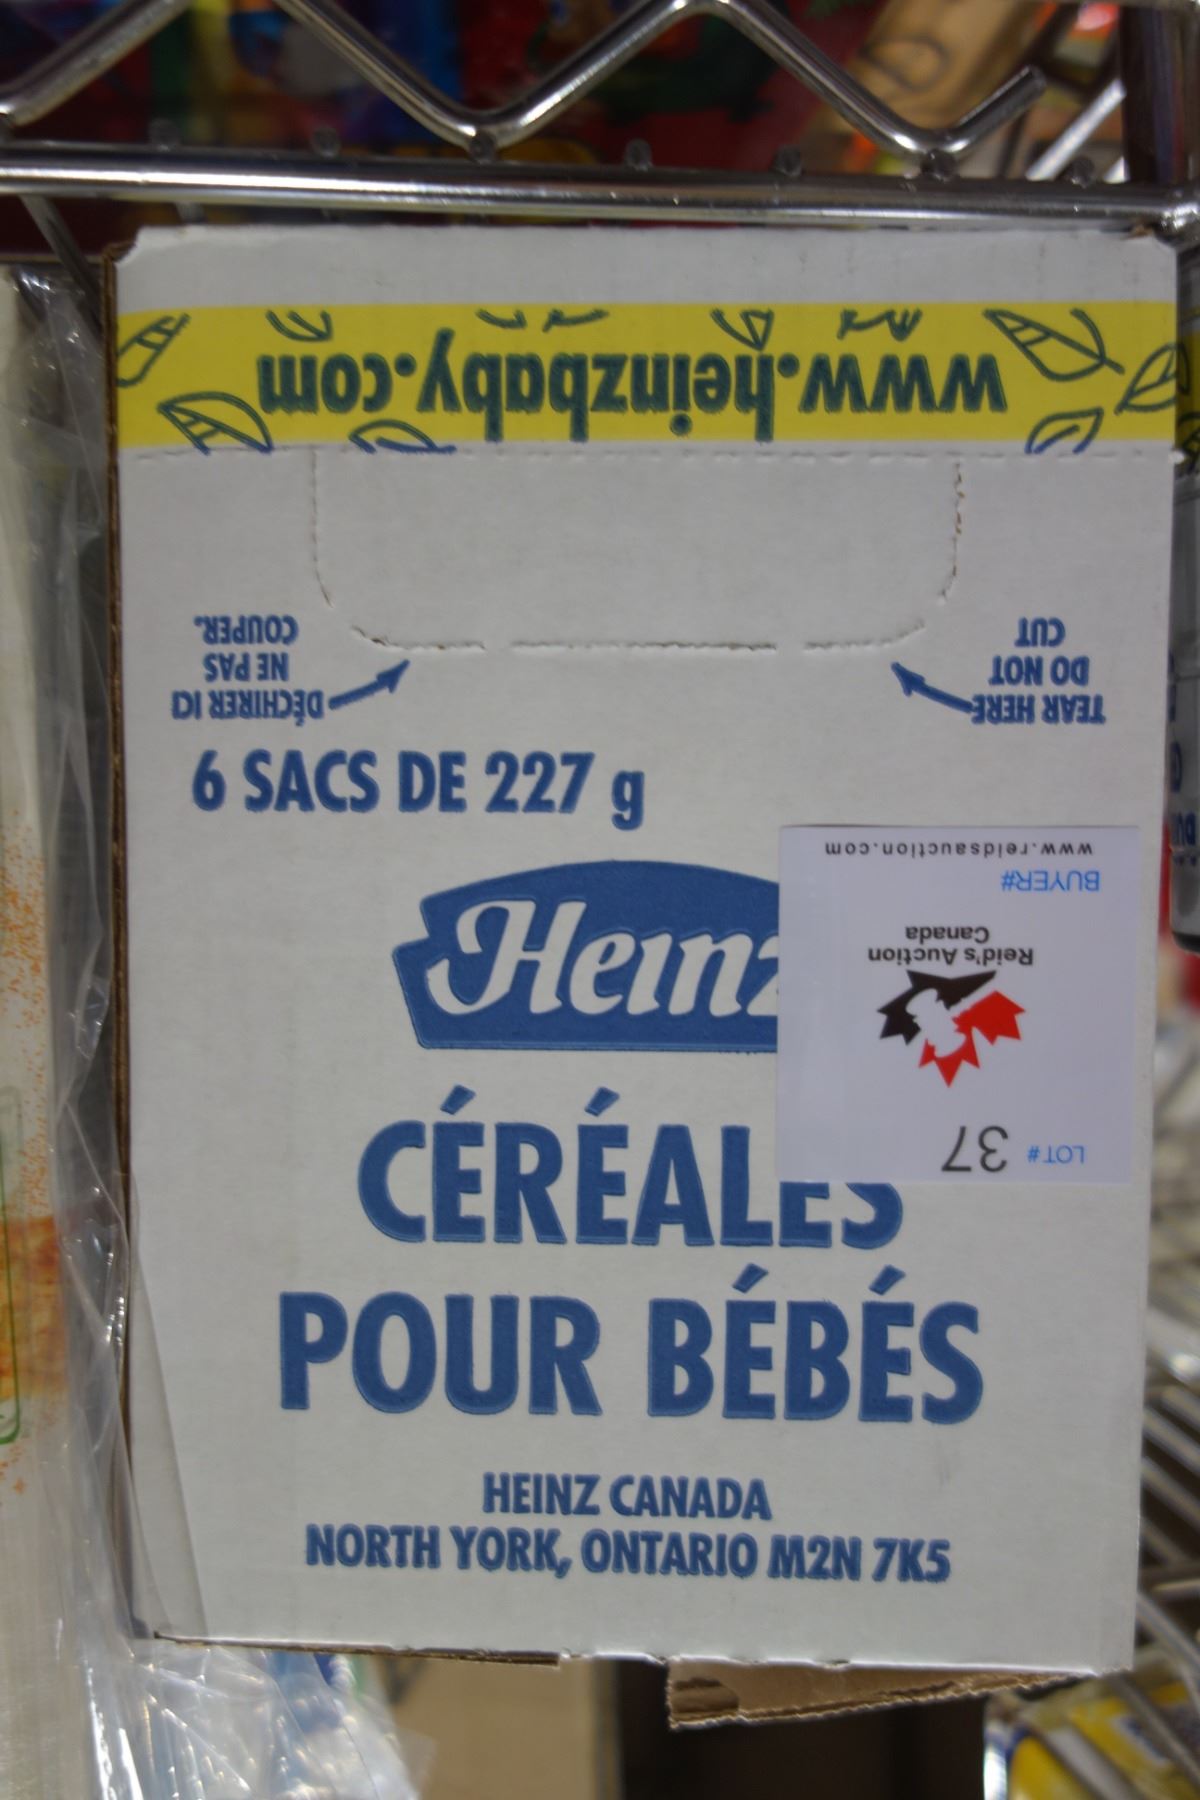 www.heinzbaby.com
TEAR HERE
DO NOT
CUT
DÉCHIRER ICI
NE PAS
COUPER.
6 SACS DE 227 g
Heinz
CÉRÉALES
POUR BÉBÉS
HEINZ CANADA
NORTH YORK, ONTARIO M2N 7K5
LOT # 37
Reid's Auction
Canada
BUYER#
www.reidsauction.com